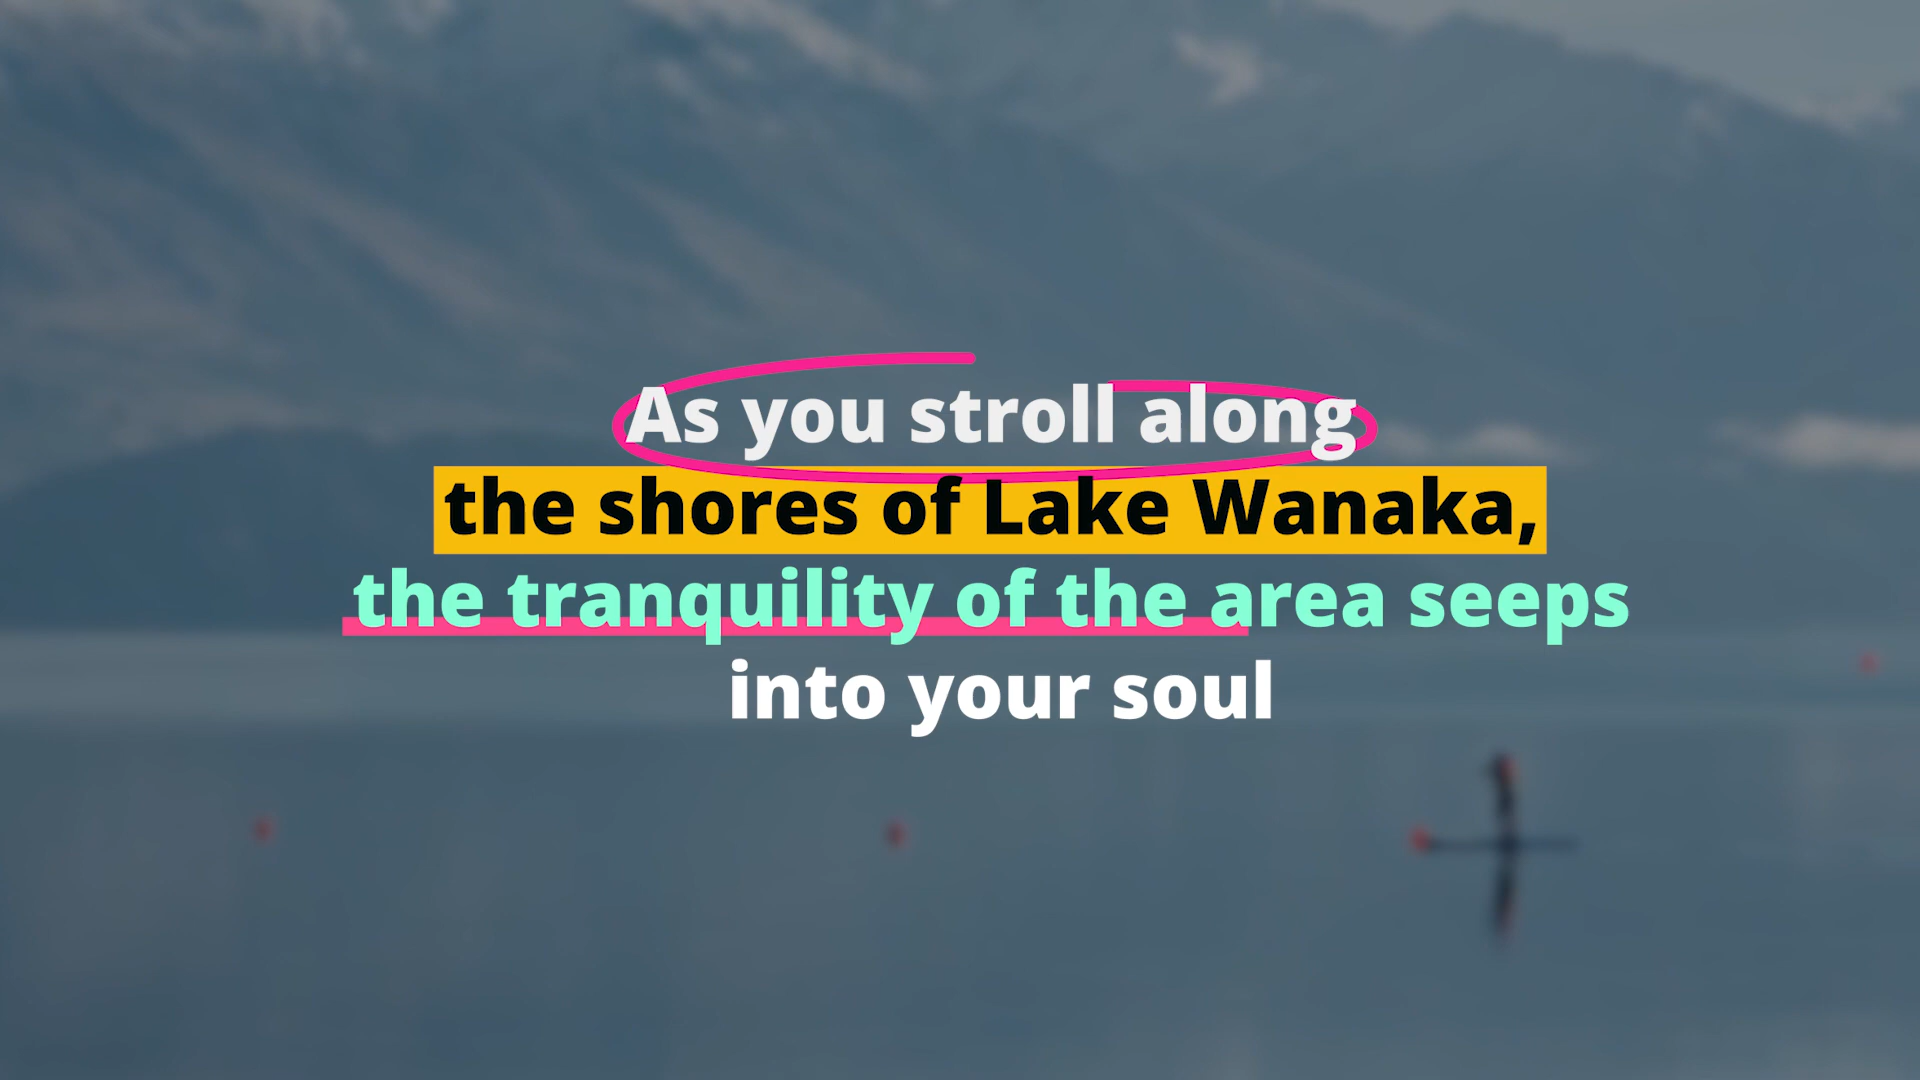 As you stroll along
the shores of Lake Wanaka,
the tranquility of the area seeps
into your soul